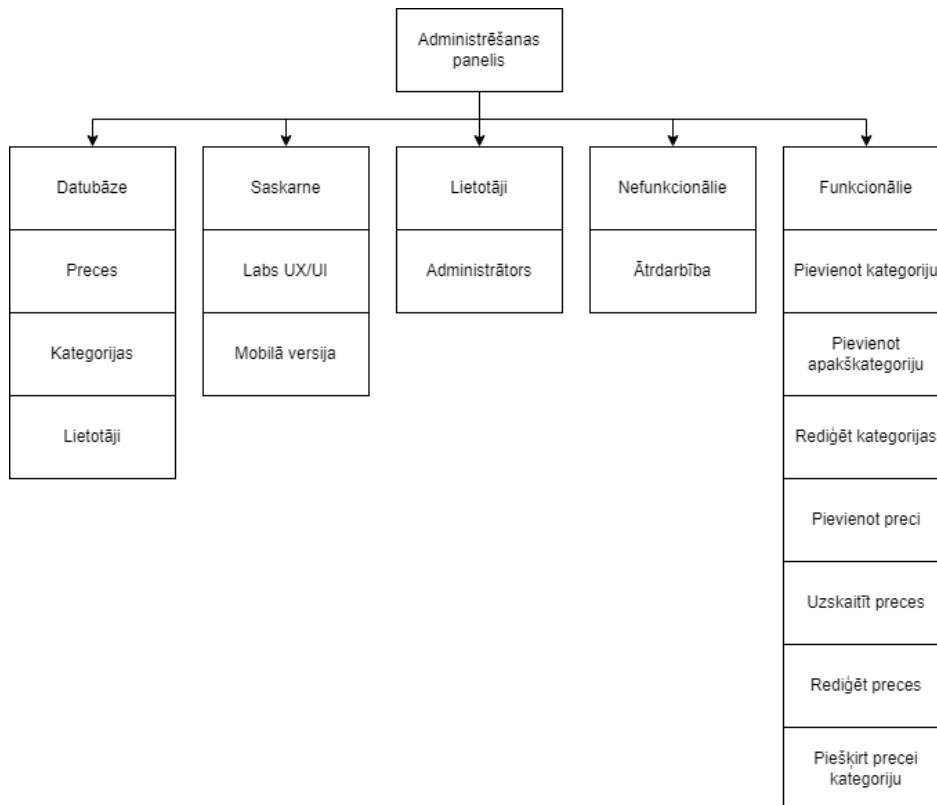 Administrēšanas
panelis
Datubāze
Preces
Kategorijas
Lietotāji
Saskarne
Labs UX/UI
Mobilā versija
Lietotāji
Administrātors
Nefunkcionālie
Ātrdarbība
Funkcionālie
Pievienot kategoriju
Pievienot
apakškategoriju
Rediģēt kategorijas
Pievienot preci
Uzskaitīt preces
Rediģēt preces
Piešķirt precei
kategoriju